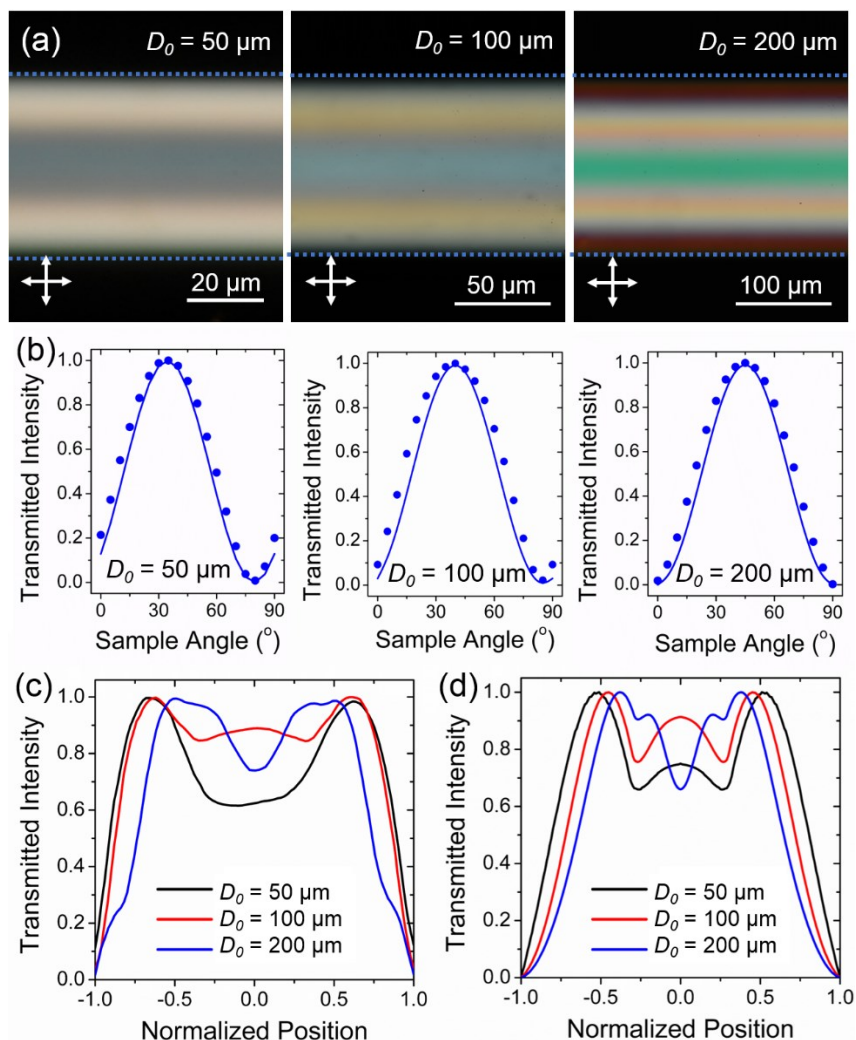 (a)
D₀ = 50 µm
D₀ = 100 µm
D₀ = 200 µm
20 µm
50 µm
100 µm
(b)
Transmitted Intensity
1.0
0.8
0.6
0.4
0.2
0.0
D₀ = 50 µm
0 30 60 90
Sample Angle (°)
Transmitted Intensity
1.0
0.8
0.6
0.4
0.2
0.0
D₀ = 100 µm
0 30 60 90
Sample Angle (°)
Transmitted Intensity
1.0
0.8
0.6
0.4
0.2
0.0
D₀ = 200 µm
0 30 60 90
Sample Angle (°)
(c)
Transmitted Intensity
1.0
0.8
0.6
0.4
0.2
0.0
D₀ = 50 µm
D₀ = 100 µm
D₀ = 200 µm
-1.0 -0.5 0.0 0.5 1.0
Normalized Position
(d)
Transmitted Intensity
1.0
0.8
0.6
0.4
0.2
0.0
D₀ = 50 µm
D₀ = 100 µm
D₀ = 200 µm
-1.0 -0.5 0.0 0.5 1.0
Normalized Position